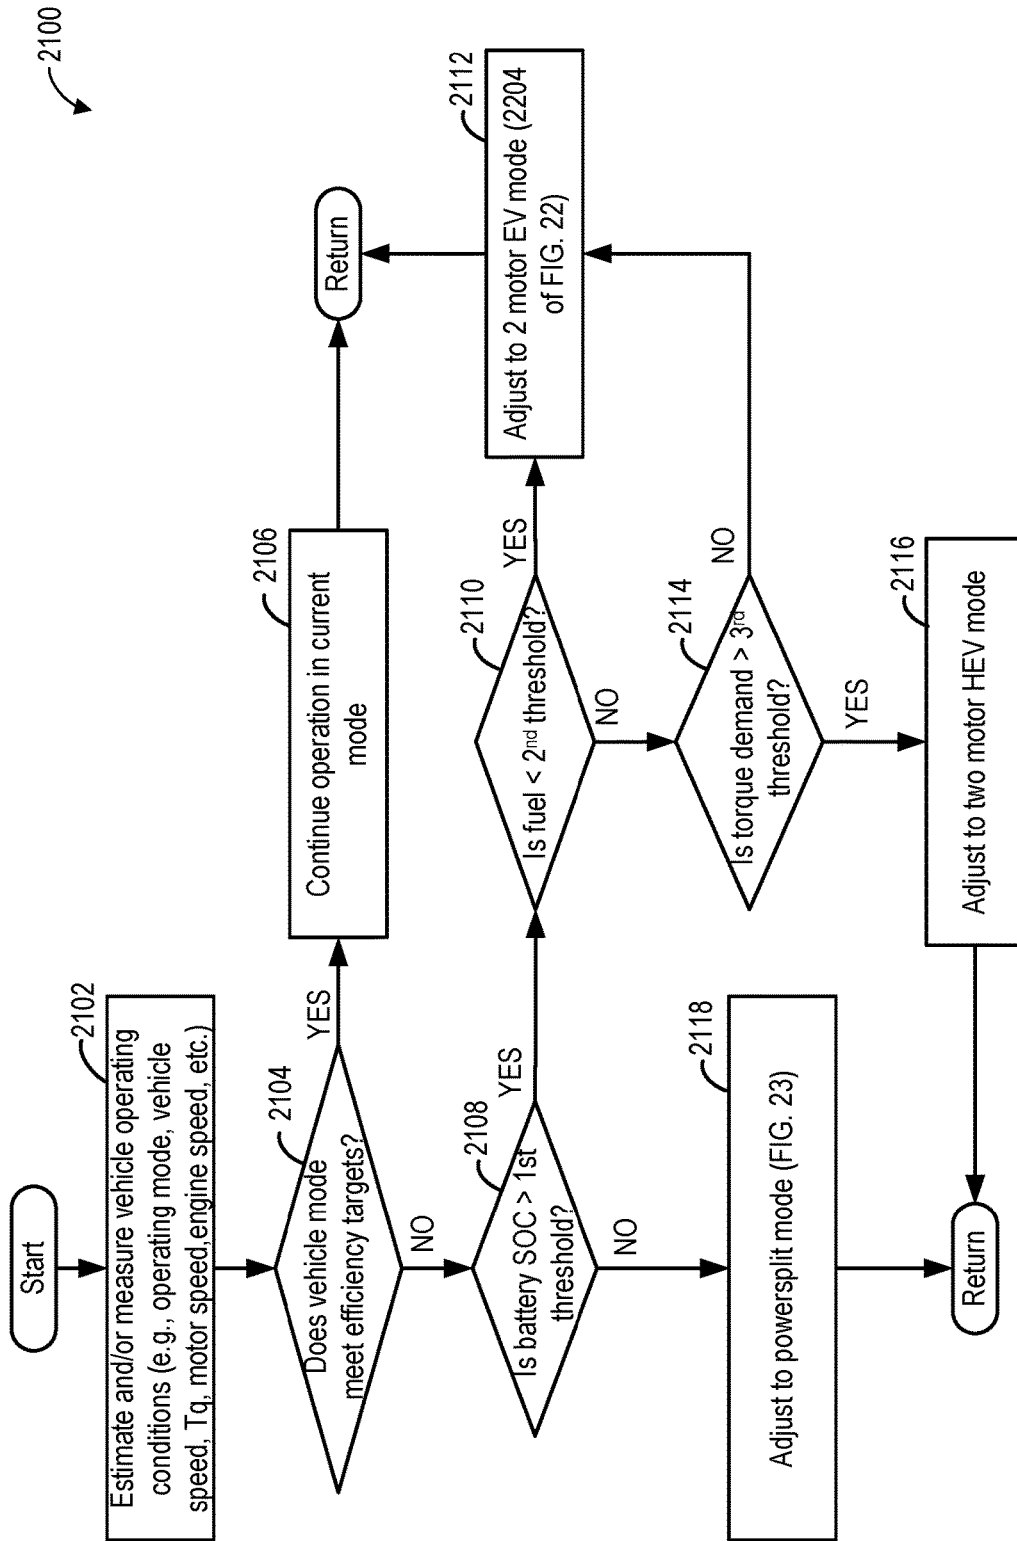 2100
Start
2102
Estimate and/or measure vehicle operating
conditions (e.g., operating mode, vehicle
speed, Tq, motor speed,engine speed, etc.)
2104
Does vehicle mode
meet efficiency targets?
YES
NO
2106
Continue operation in current
mode
Return
2108
Is battery SOC > 1st
threshold?
YES
NO
2110
Is fuel < 2nd threshold?
YES
NO
2112
Adjust to 2 motor EV mode (2204
of FIG. 22)
2114
Is torque demand > 3rd
threshold?
NO
YES
2116
Adjust to two motor HEV mode
2118
Adjust to powersplit mode (FIG. 23)
Return